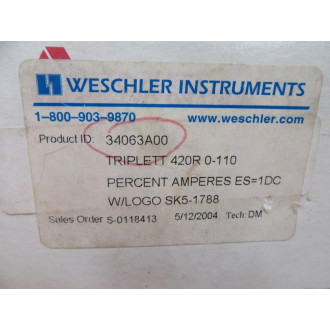 WESCHLER INSTRUMENTS
1-800-903-9870 www.weschler.com
Product ID: 34063A00
TRIPLETT 420R 0-110
PERCENT AMPERES ES=1DC
W/LOGO SK5-1788
Sales Order S-0118413 5/12/2004 Tech: DM